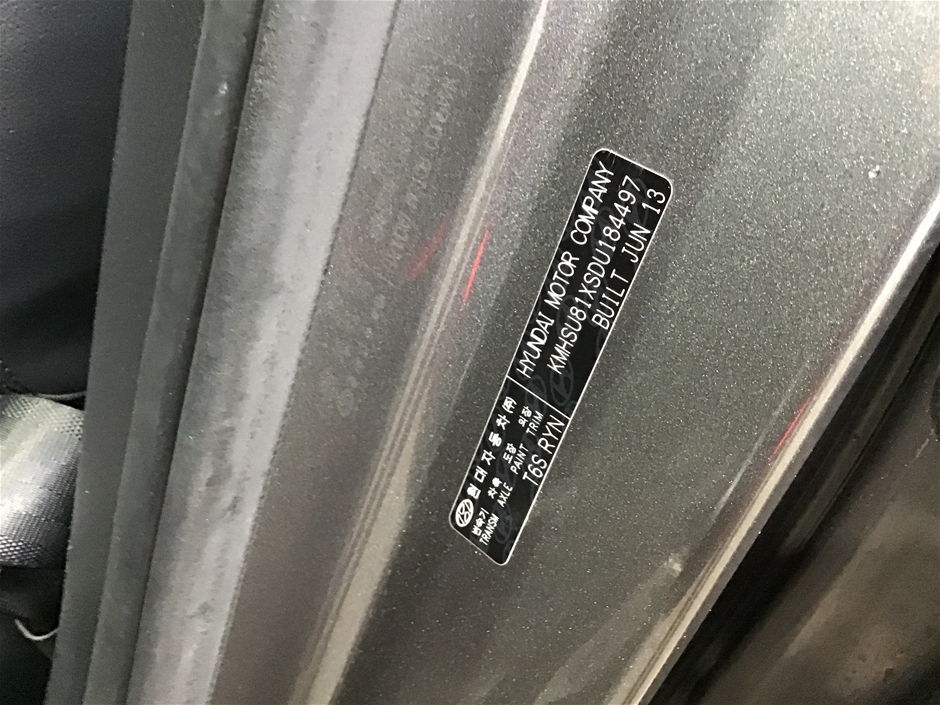 현대자동차(주)
HYUNDAI MOTOR COMPANY
변속기 차축 도장 외장
TRANSM AXLE PAINT TRIM
KMHSU81XSDU184497
T6S RYN
BUILT JUN 13